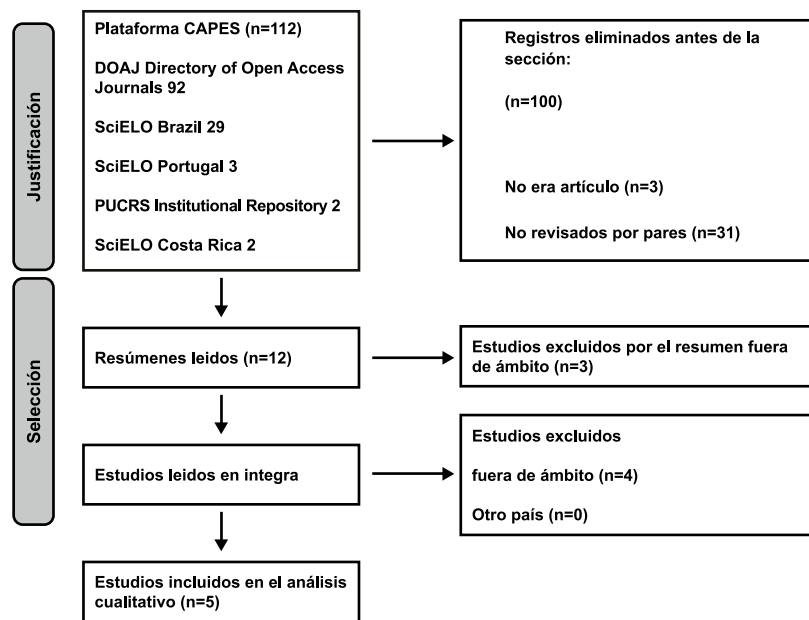 Justificación
Plataforma CAPES (n=112)
DOAJ Directory of Open Access
Journals 92
SciELO Brazil 29
SciELO Portugal 3
PUCRS Institutional Repository 2
SciELO Costa Rica 2
Registros eliminados antes de la
sección:
(n=100)
No era artículo (n=3)
No revisados por pares (n=31)
Selección
Resúmenes leidos (n=12)
Estudios excluidos por el resumen fuera
de ámbito (n=3)
Estudios leidos en integra
Estudios excluidos
fuera de ámbito (n=4)
Otro país (n=0)
Estudios incluidos en el análisis
cualitativo (n=5)